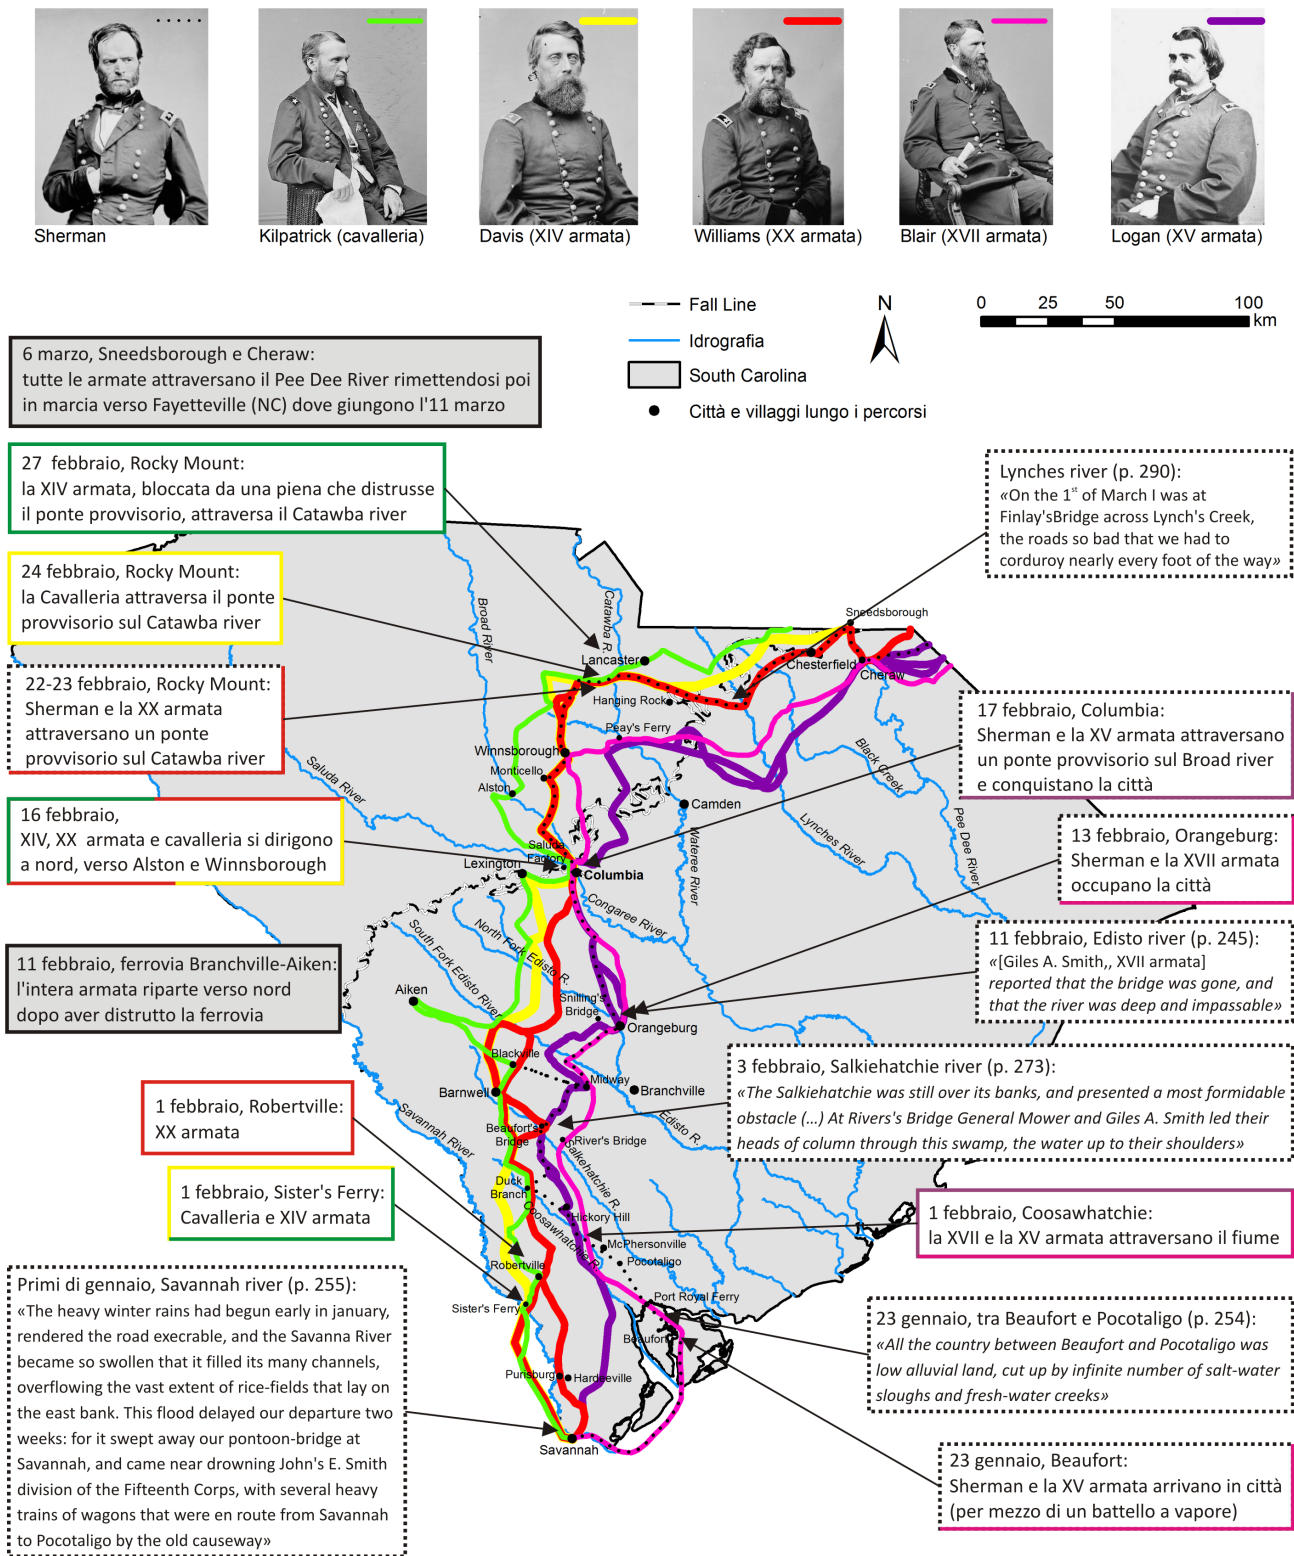 Sherman
Kilpatrick (cavalleria)
Davis (XIV armata)
Williams (XX armata)
Blair (XVII armata)
Logan (XV armata)
Fall Line
Idrografia
South Carolina
Città e villaggi lungo i percorsi
N
0 25 50 100
km
6 marzo, Sneedsborough e Cheraw:
tutte le armate attraversano il Pee Dee River rimettendosi poi
in marcia verso Fayetteville (NC) dove giungono l'11 marzo
27 febbraio, Rocky Mount:
la XIV armata, bloccata da una piena che distrusse
il ponte provvisorio, attraversa il Catawba river
24 febbraio, Rocky Mount:
la Cavalleria attraversa il ponte
provvisorio sul Catawba river
22-23 febbraio, Rocky Mount:
Sherman e la XX armata
attraversano un ponte
provvisorio sul Catawba river
16 febbraio,
XIV, XX armata e cavalleria si dirigono
a nord, verso Alston e Winnsborough
11 febbraio, ferrovia Branchville-Aiken:
l'intera armata riparte verso nord
dopo aver distrutto la ferrovia
1 febbraio, Robertville:
XX armata
1 febbraio, Sister's Ferry:
Cavalleria e XIV armata
Primi di gennaio, Savannah river (p. 255):
«The heavy winter rains had begun early in january,
rendered the road execrable, and the Savanna River
became so swollen that it filled its many channels,
overflowing the vast extent of rice-fields that lay on
the east bank. This flood delayed our departure two
weeks: for it swept away our pontoon-bridge at
Savannah, and came near drowning John's E. Smith
division of the Fifteenth Corps, with several heavy
trains of wagons that were en route from Savannah
to Pocotaligo by the old causeway»
Lynches river (p. 290):
«On the 1st of March I was at
Finlay'sBridge across Lynch's Creek,
the roads so bad that we had to
corduroy nearly every foot of the way»
17 febbraio, Columbia:
Sherman e la XV armata attraversano
un ponte provvisorio sul Broad river
e conquistano la città
13 febbraio, Orangeburg:
Sherman e la XVII armata
occupano la città
11 febbraio, Edisto river (p. 245):
«[Giles A. Smith,, XVII armata]
reported that the bridge was gone, and
that the river was deep and impassable»
3 febbraio, Salkiehatchie river (p. 273):
«The Salkiehatchie was still over its banks, and presented a most formidable
obstacle (...) At Rivers's Bridge General Mower and Giles A. Smith led their
heads of column through this swamp, the water up to their shoulders»
1 febbraio, Coosawhatchie:
la XVII e la XV armata attraversano il fiume
23 gennaio, tra Beaufort e Pocotaligo (p. 254):
«All the country between Beaufort and Pocotaligo was
low alluvial land, cut up by infinite number of salt-water
sloughs and fresh-water creeks»
23 gennaio, Beaufort:
Sherman e la XV armata arrivano in città
(per mezzo di un battello a vapore)
Sneedsborough
Broad River
Catawba R.
Lancaster
Chesterfield
Cheraw
Hanging Rock
Peay's Ferry
Winnsborough
Monticello
Alston
Saluda River
Black Creek
Camden
Pee Dee River
Lynches River
Wateree River
Saluda
Factory
Lexington
Columbia
Congaree River
North Fork Edisto R.
South Fork Edisto River
Aiken
Snilling's
Bridge
Orangeburg
Blackville
Midway
Barnwell
Branchville
Savannah River
Edisto R.
Beaufort's
Bridge
River's Bridge
Salkehatchie R.
Duck
Branch
Hickory Hill
Coosawhatchie R.
McPhersonville
Pocotaligo
Robertville
Sister's Ferry
Port Royal Ferry
Beaufort
Purisburg
Hardeeville
Savannah